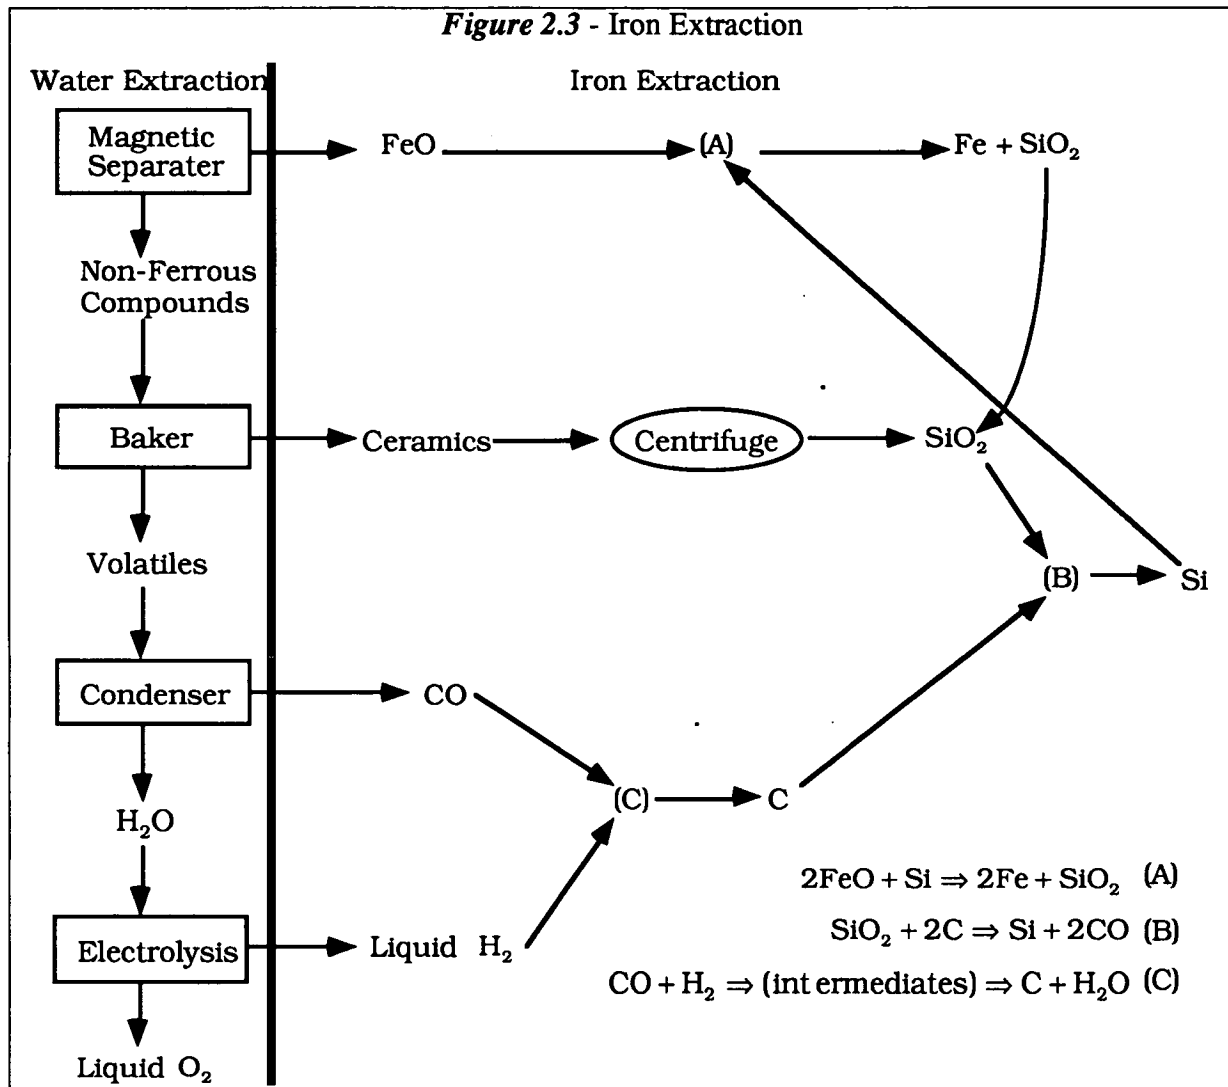 Figure 2.3 - Iron Extraction
Water Extraction
Iron Extraction
Magnetic
Separater
FeO
(A)
Fe + SiO₂
Non-Ferrous
Compounds
Baker
Ceramics
Centrifuge
SiO₂
Volatiles
(B)
Si
Condenser
CO
(C)
C
H₂O
2FeO + Si ⇒ 2Fe + SiO₂ (A)
SiO₂ + 2C ⇒ Si + 2CO (B)
Electrolysis
Liquid H₂
CO + H₂ ⇒ (int ermediates) ⇒ C + H₂O (C)
Liquid O₂